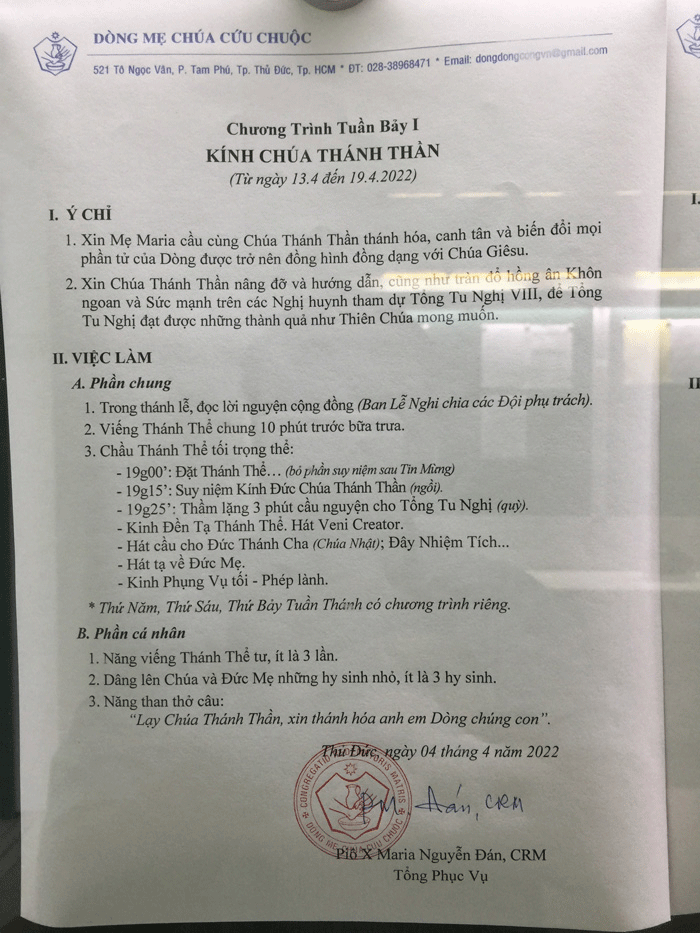 DÒNG MẸ CHÚA CỨU CHUỘC
521 Tô Ngọc Vân, P. Tam Phú, Tp. Thủ Đức, Tp. HCM * ĐT: 028-38968471 * Email: dongdongcongvn@gmail.com
Chương Trình Tuần Bảy I
KÍNH CHÚA THÁNH THẦN
(Từ ngày 13.4 đến 19.4.2022)
I. Ý CHỈ
1. Xin Mẹ Maria cầu cùng Chúa Thánh Thần thánh hóa, canh tân và biến đổi mọi
phần tử của Dòng được trở nên đồng hình đồng dạng với Chúa Giêsu.
2. Xin Chúa Thánh Thần nâng đỡ và hướng dẫn, cũng như tràn đổ hồng ân Khôn
ngoan và Sức mạnh trên các Nghị huynh tham dự Tổng Tu Nghị VIII, để Tổng
Tu Nghị đạt được những thành quả như Thiên Chúa mong muốn.
II. VIỆC LÀM
A. Phần chung
1. Trong thánh lễ, đọc lời nguyện cộng đồng (Ban Lễ Nghi chia các Đội phụ trách).
2. Viếng Thánh Thể chung 10 phút trước bữa trưa.
3. Chầu Thánh Thể tối trọng thể:
- 19g00’: Đặt Thánh Thể… (bỏ phần suy niệm sau Tin Mừng)
- 19g15’: Suy niệm Kính Đức Chúa Thánh Thần (ngồi).
- 19g25’: Thầm lặng 3 phút cầu nguyện cho Tổng Tu Nghị (quỳ).
- Kinh Đền Tạ Thánh Thể. Hát Veni Creator.
- Hát cầu cho Đức Thánh Cha (Chúa Nhật); Đây Nhiệm Tích...
- Hát tạ về Đức Mẹ.
- Kinh Phụng Vụ tối - Phép lành.
* Thứ Năm, Thứ Sáu, Thứ Bảy Tuần Thánh có chương trình riêng.
B. Phần cá nhân
1. Năng viếng Thánh Thể tư, ít là 3 lần.
2. Dâng lên Chúa và Đức Mẹ những hy sinh nhỏ, ít là 3 hy sinh.
3. Năng than thở câu:
“Lạy Chúa Thánh Thần, xin thánh hóa anh em Dòng chúng con”.
Thủ Đức, ngày 04 tháng 4 năm 2022
CONGREGATIO REDEMPTORIS MATRIS
DÒNG MẸ CHÚA CỨU CHUỘC
PM. Đán, CRM
Piô X Maria Nguyễn Đán, CRM
Tổng Phục Vụ
I.
II